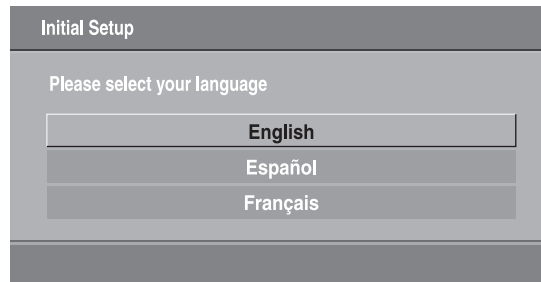 Initial Setup
Please select your language
English
Español
Français